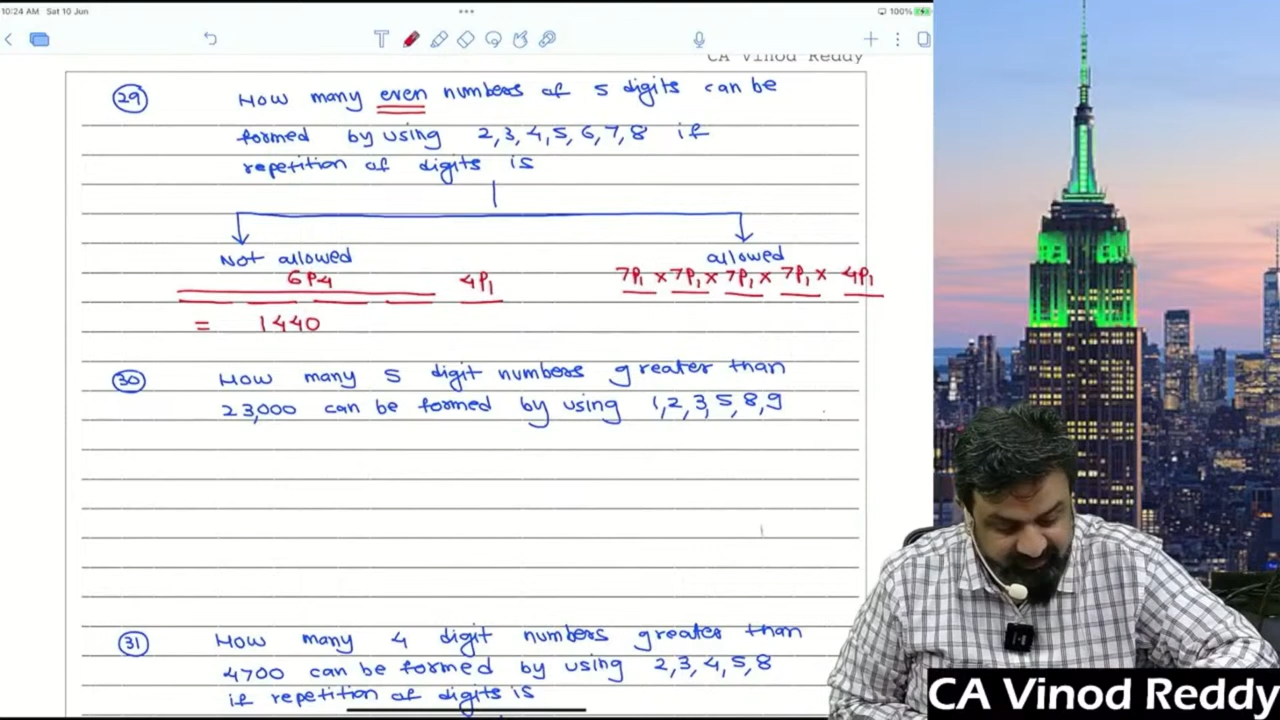 10:24 AM Sat 10 Jun
100%
CA Vinod Reddy
29 How many even numbers of 5 digits can be
formed by using 2,3,4,5,6,7,8 if
repetition of digits is
Not allowed
allowed
6P4 4P1
7P1 × 7P1 × 7P1 × 7P1 × 4P1
= 1440
30 How many 5 digit numbers greater than
23,000 can be formed by using 1,2,3,5,8,9
31 How many 4 digit numbers greater than
4700 can be formed by using 2,3,4,5,8
if repetition of digits is
CA Vinod Reddy